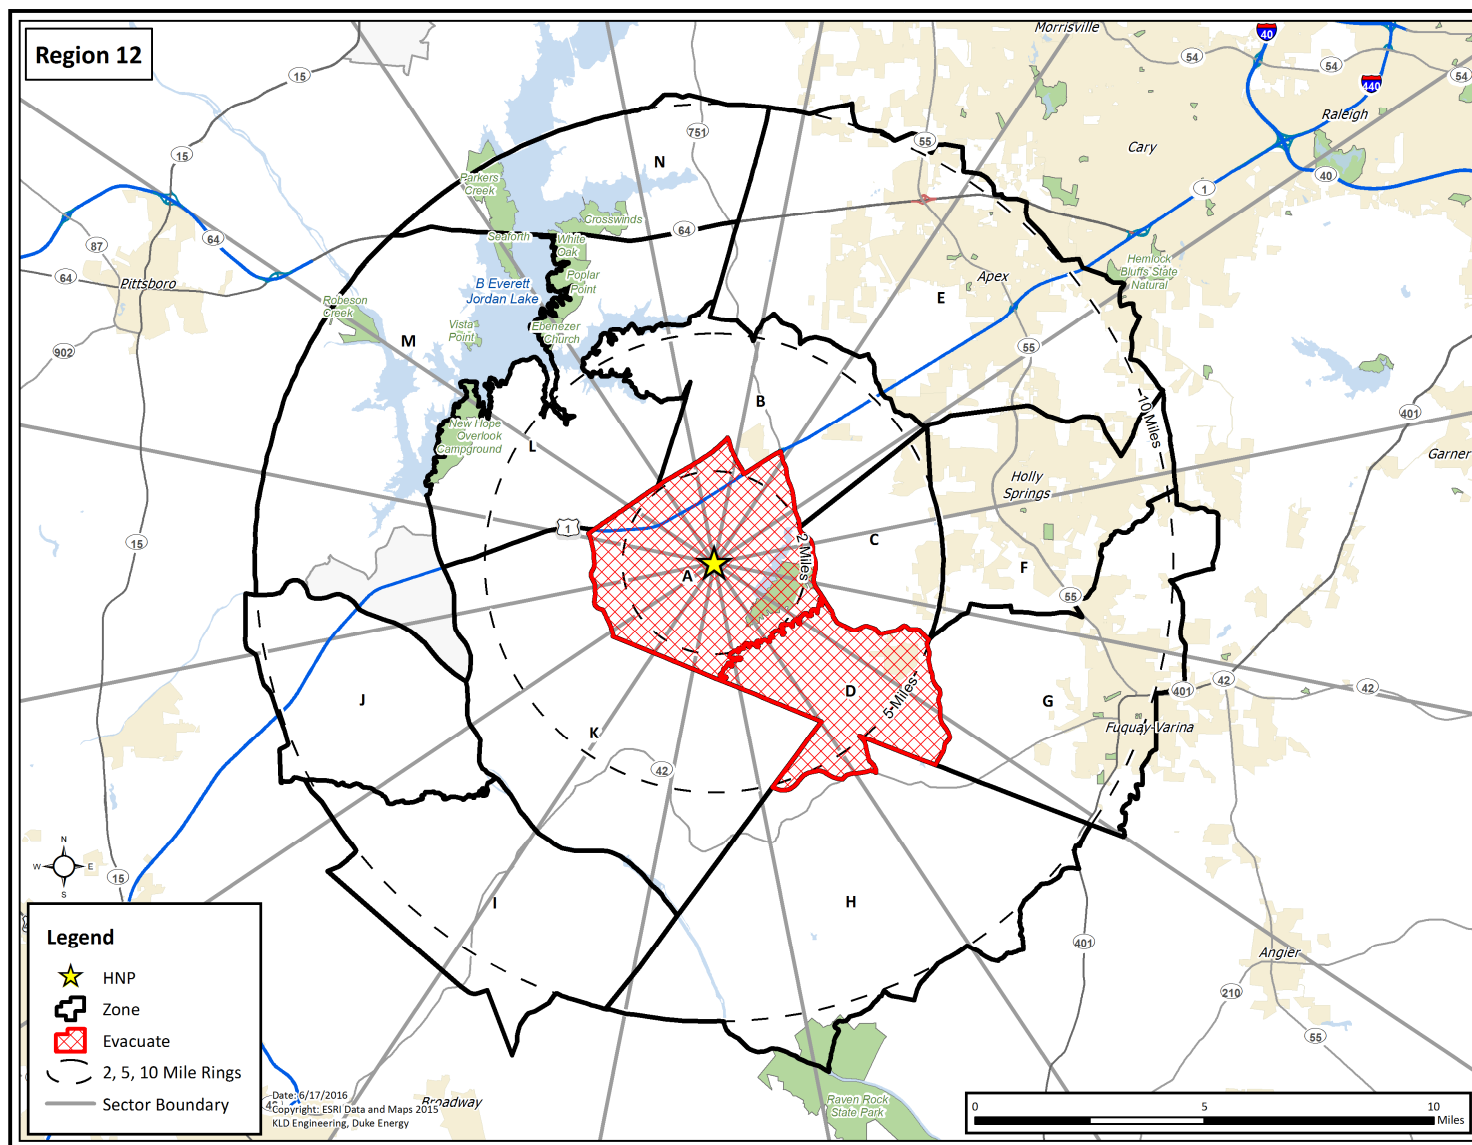 Region 12
Morrisville
40
54
54
54
440
Raleigh
15
751
55
Cary
15
N
Parkers
Creek
40
1
Crosswinds
64
Seaforth
White
Oak
64
87
64
Pittsboro
Hemlock
Bluffs State
Natural
Apex
Poplar
Point
B Everett
Jordan Lake
E
Robeson
Creek
Ebenezer
Church
Vista
Point
M
55
902
10 Miles
B
401
New Hope
Overlook
Campground
L
Garner
Holly
Springs
1
15
C
2 Miles
A
F
55
D
5 Miles
J
G
401
42
42
Fuquay-Varina
K
42
N
W
E
S
15
I
H
401
Angier
210
55
Legend
HNP
Zone
Evacuate
2, 5, 10 Mile Rings
Sector Boundary
Date: 6/17/2016
Copyright: ESRI Data and Maps 2015
KLD Engineering, Duke Energy
Broadway
Raven Rock
State Park
0
5
10
Miles